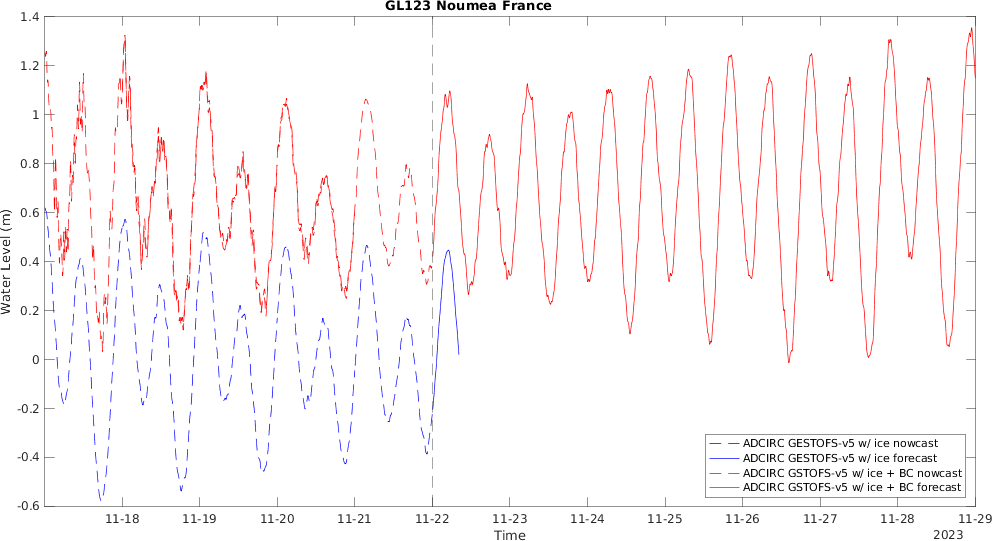 GL123 Noumea France
1.4
1.2
1
0.8
0.6
0.4
0.2
0
-0.2
-0.4
-0.6
Water Level (m)
ADCIRC GESTOFS-v5 w/ ice nowcast
ADCIRC GESTOFS-v5 w/ ice forecast
ADCIRC GSTOFS-v5 w/ ice + BC nowcast
ADCIRC GSTOFS-v5 w/ ice + BC forecast
11-18 11-19 11-20 11-21 11-22 11-23 11-24 11-25 11-26 11-27 11-28 11-29
Time
2023